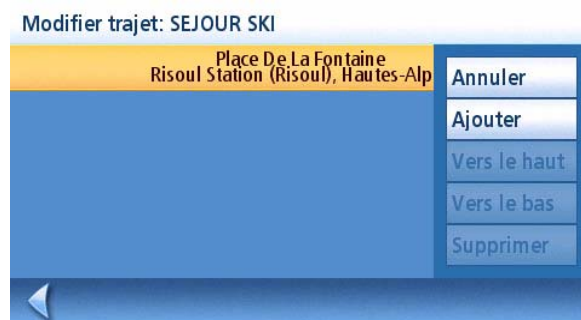 Modifier trajet: SEJOUR SKI
Place De La Fontaine
Risoul Station (Risoul), Hautes-Alp
Annuler
Ajouter
Vers le haut
Vers le bas
Supprimer